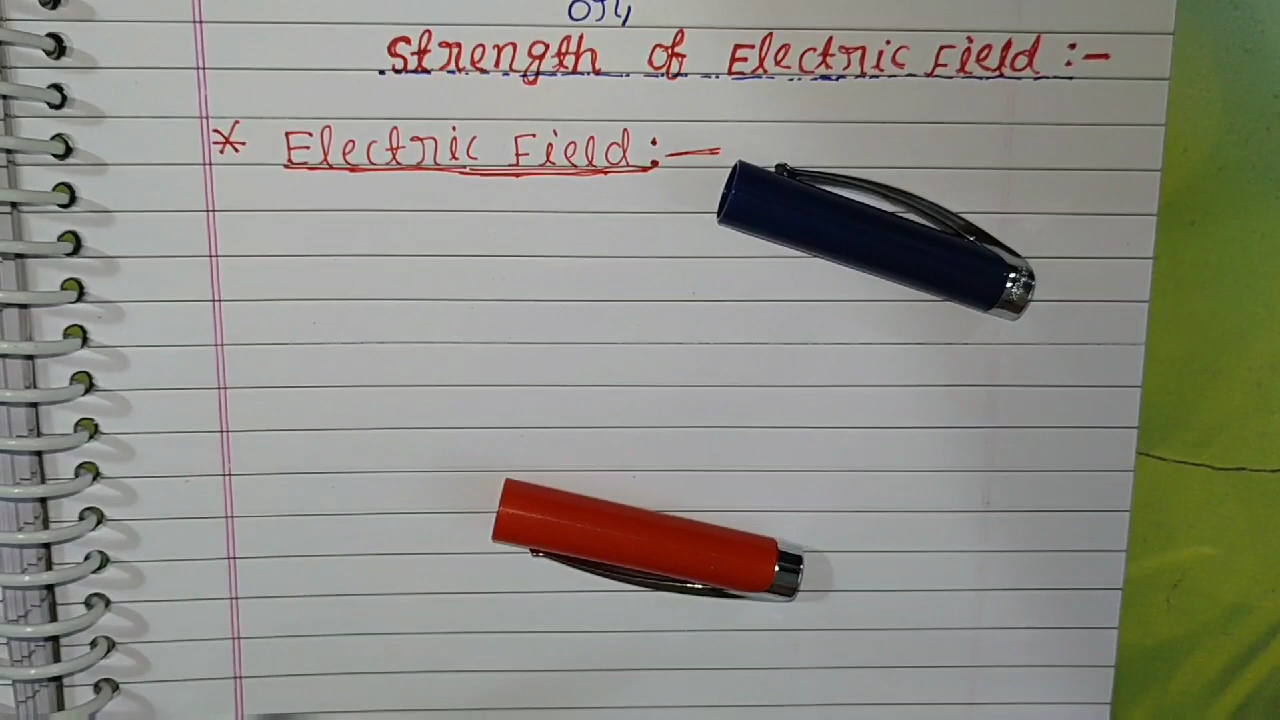 Strength of Electric Field :-
* Electric Field :-